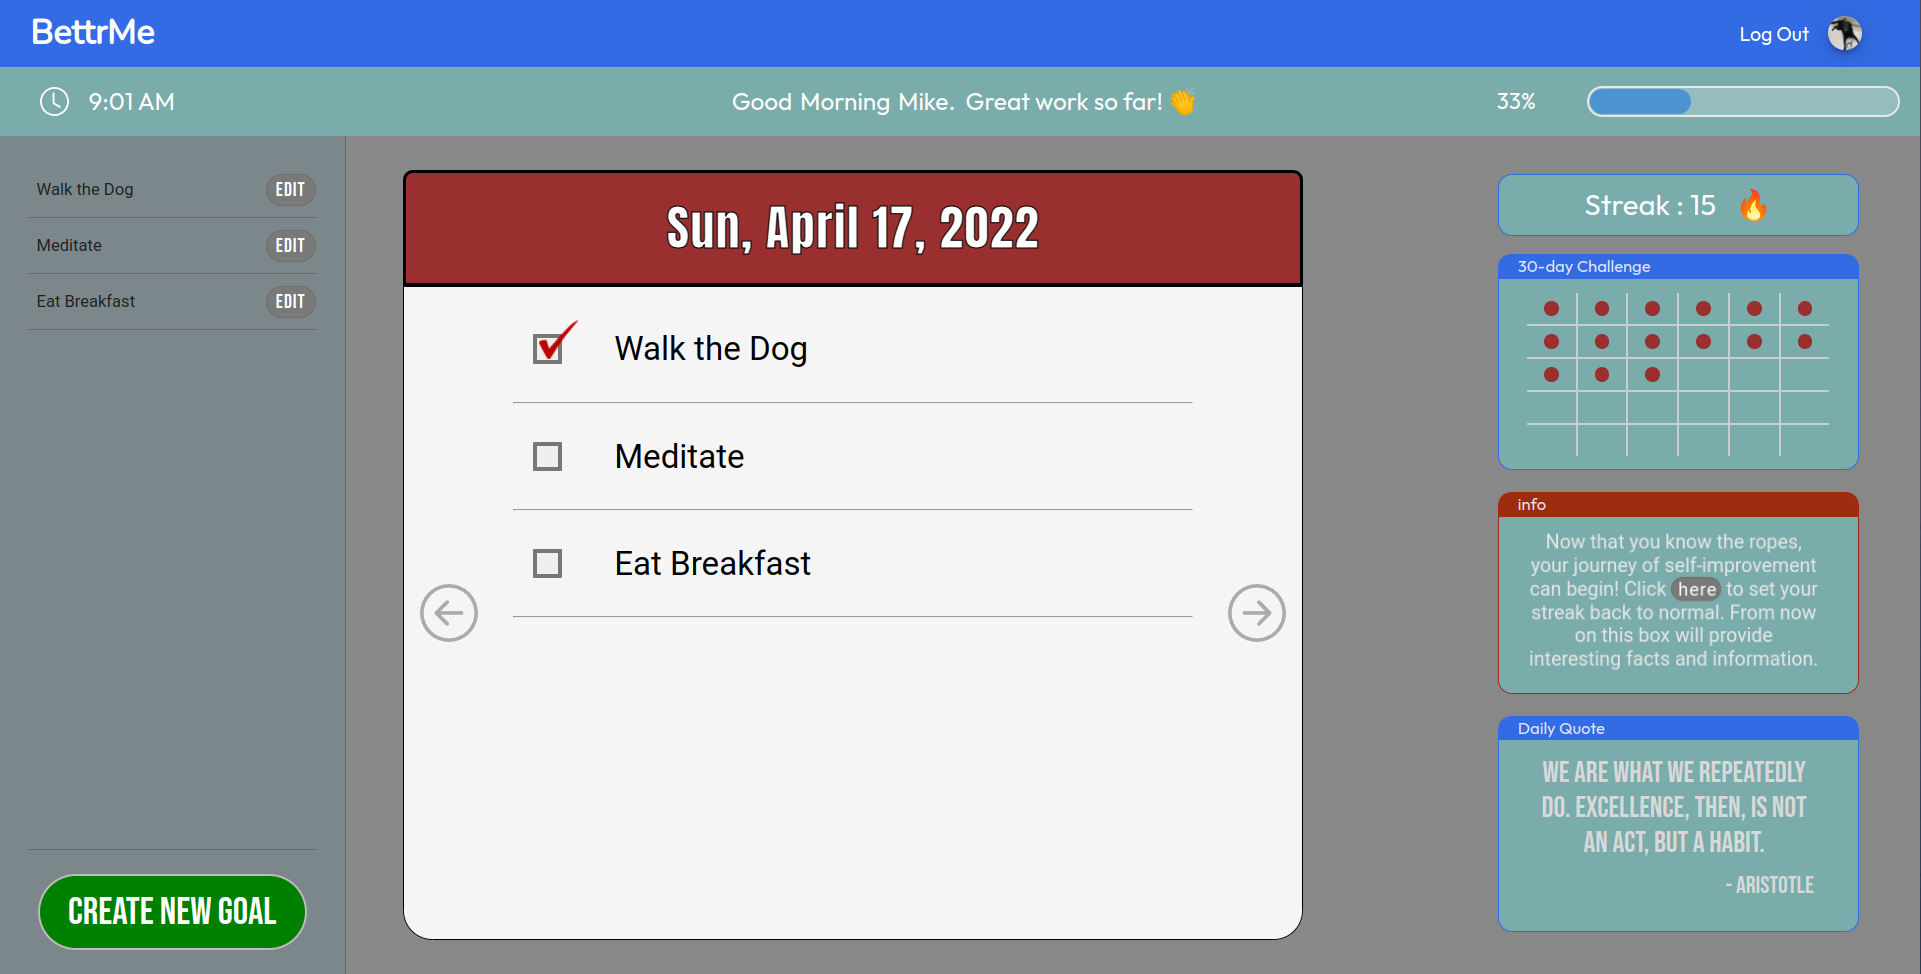 BettrMe
Log Out
9:01 AM
Good Morning Mike. Great work so far! 👏
33%
Walk the Dog
EDIT
Meditate
EDIT
Eat Breakfast
EDIT
CREATE NEW GOAL
Sun, April 17, 2022
Walk the Dog
Meditate
Eat Breakfast
Streak : 15 🔥
30-day Challenge
info
Now that you know the ropes,
your journey of self-improvement
can begin! Click here to set your
streak back to normal. From now
on this box will provide
interesting facts and information.
Daily Quote
WE ARE WHAT WE REPEATEDLY
DO. EXCELLENCE, THEN, IS NOT
AN ACT, BUT A HABIT.
- ARISTOTLE